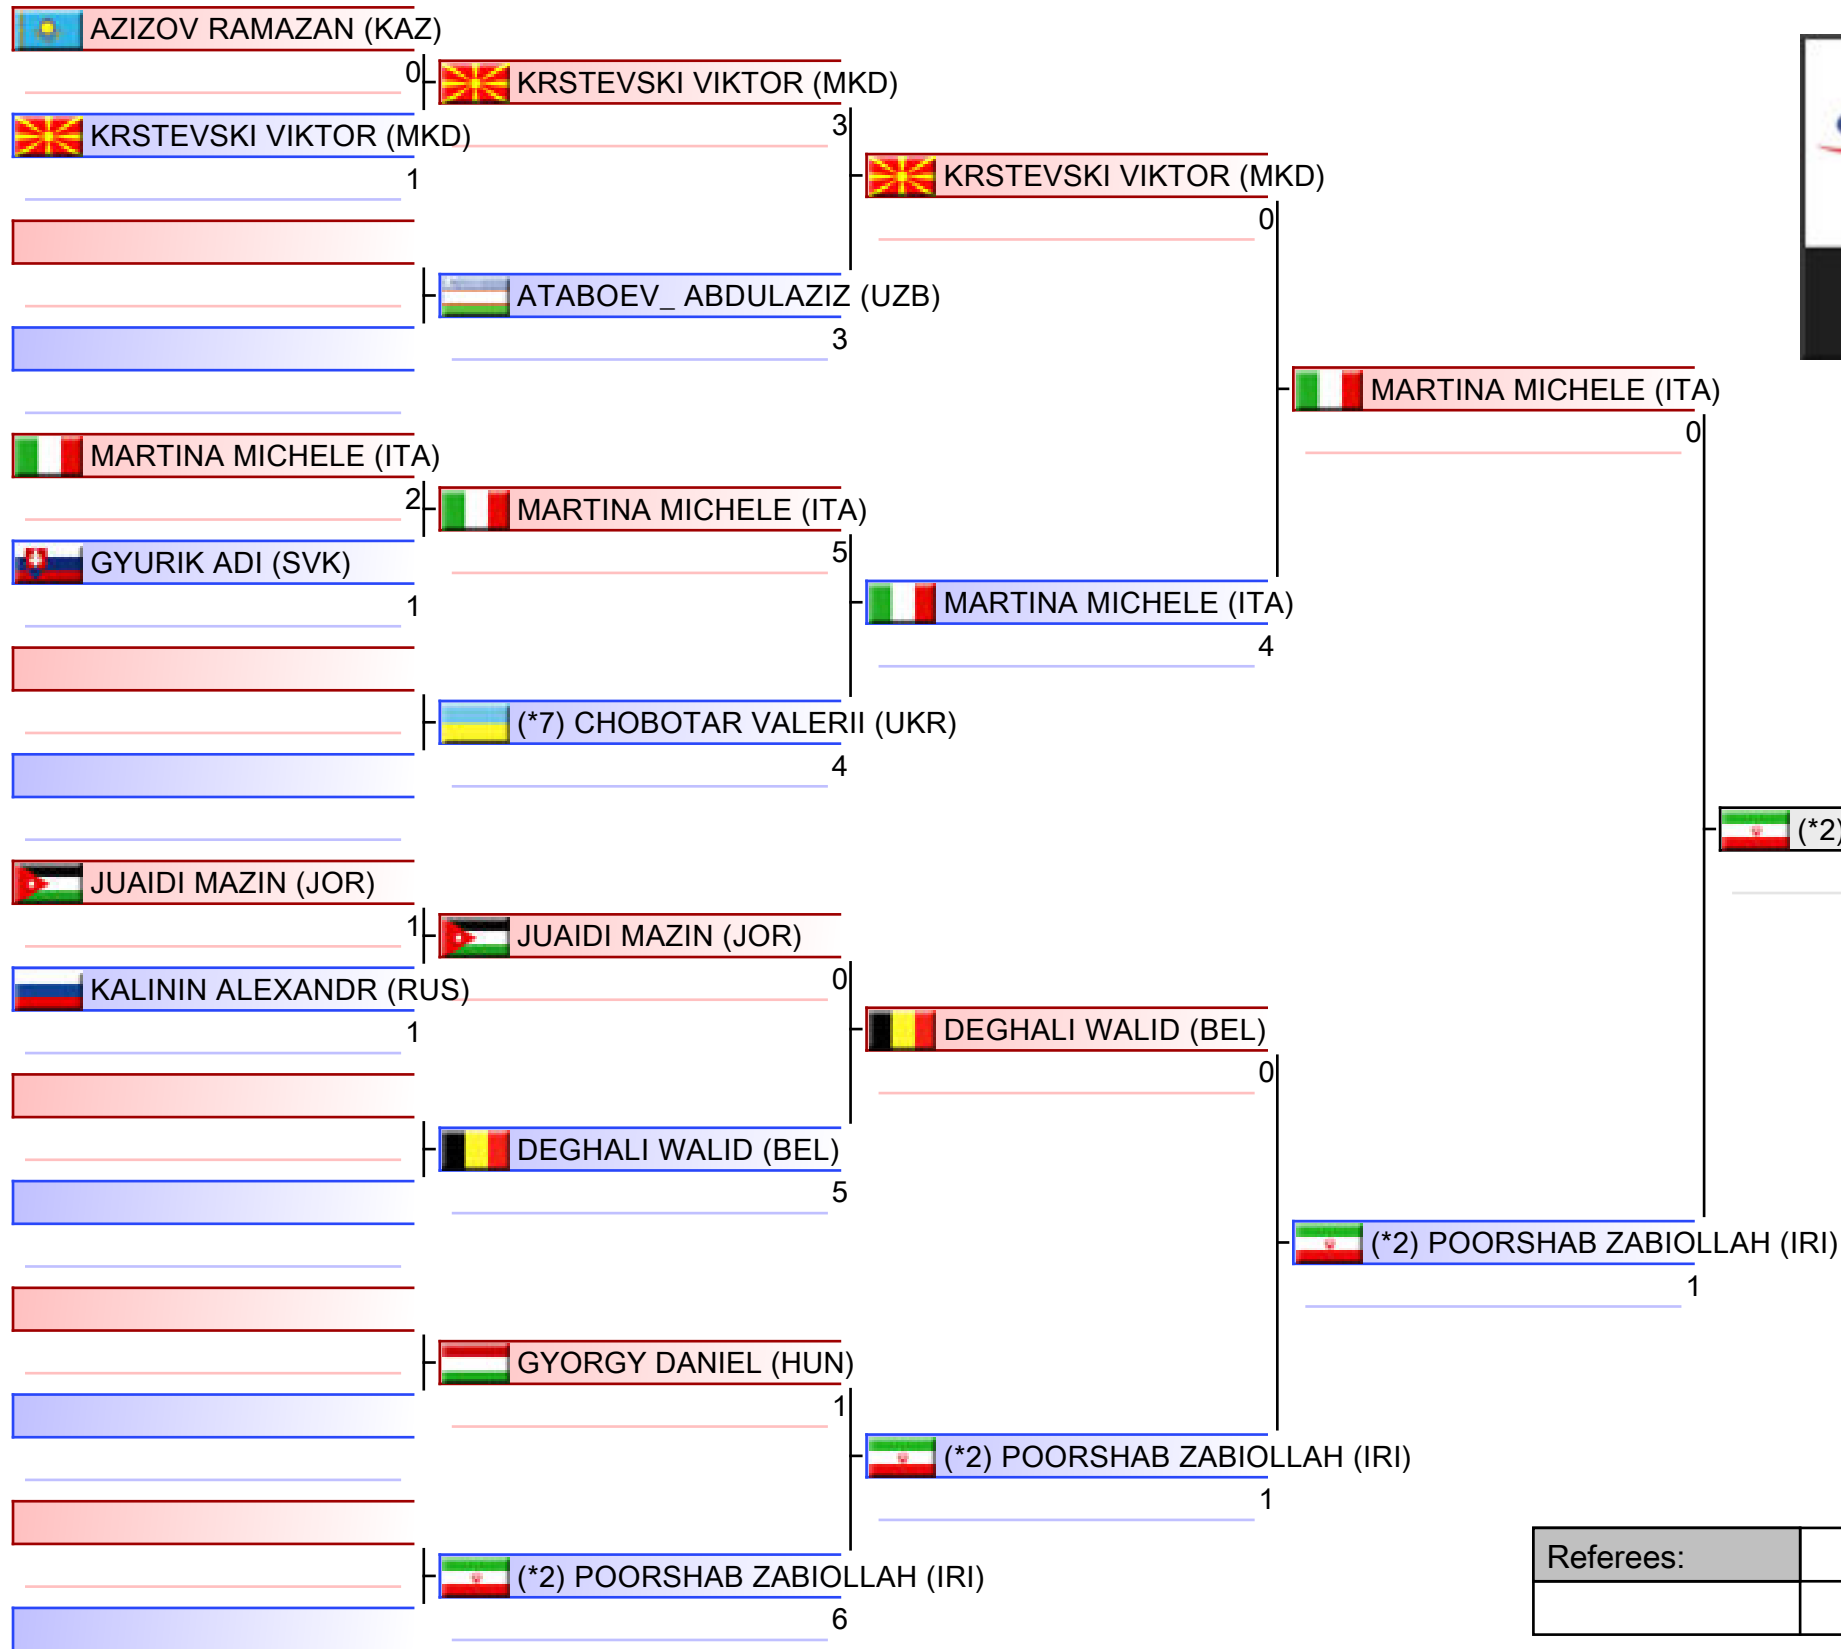 AZIZOV RAMAZAN (KAZ)
0
KRSTEVSKI VIKTOR (MKD)
KRSTEVSKI VIKTOR (MKD)
3
1
KRSTEVSKI VIKTOR (MKD)
0
ATABOEV_ ABDULAZIZ (UZB)
3
MARTINA MICHELE (ITA)
0
MARTINA MICHELE (ITA)
2
MARTINA MICHELE (ITA)
5
GYURIK ADI (SVK)
1
MARTINA MICHELE (ITA)
4
(*7) CHOBOTAR VALERII (UKR)
4
(*2)
JUAIDI MAZIN (JOR)
1
JUAIDI MAZIN (JOR)
0
KALININ ALEXANDR (RUS)
1
DEGHALI WALID (BEL)
0
DEGHALI WALID (BEL)
5
(*2) POORSHAB ZABIOLLAH (IRI)
1
GYORGY DANIEL (HUN)
1
(*2) POORSHAB ZABIOLLAH (IRI)
1
(*2) POORSHAB ZABIOLLAH (IRI)
6
Referees: